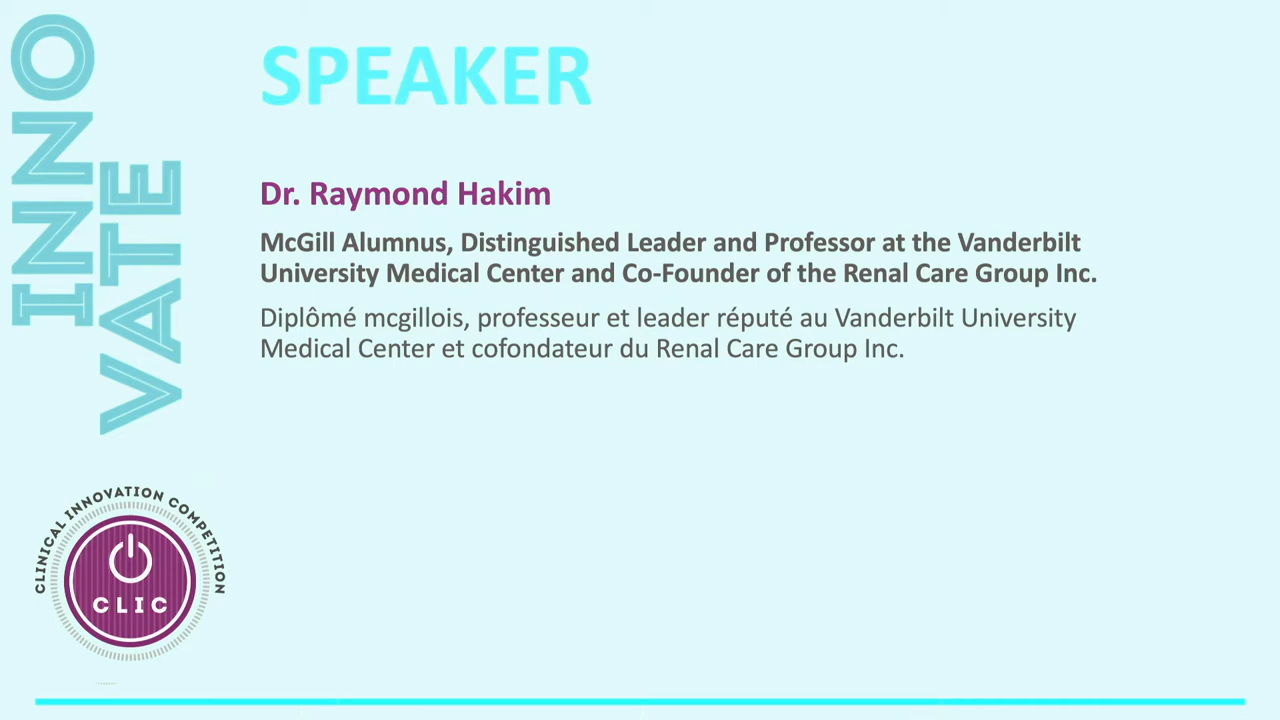 INNO
VATE
SPEAKER
Dr. Raymond Hakim
McGill Alumnus, Distinguished Leader and Professor at the Vanderbilt
University Medical Center and Co-Founder of the Renal Care Group Inc.
Diplômé mcgillois, professeur et leader réputé au Vanderbilt University
Medical Center et cofondateur du Renal Care Group Inc.
CLINICAL INNOVATION COMPETITION
CLIC